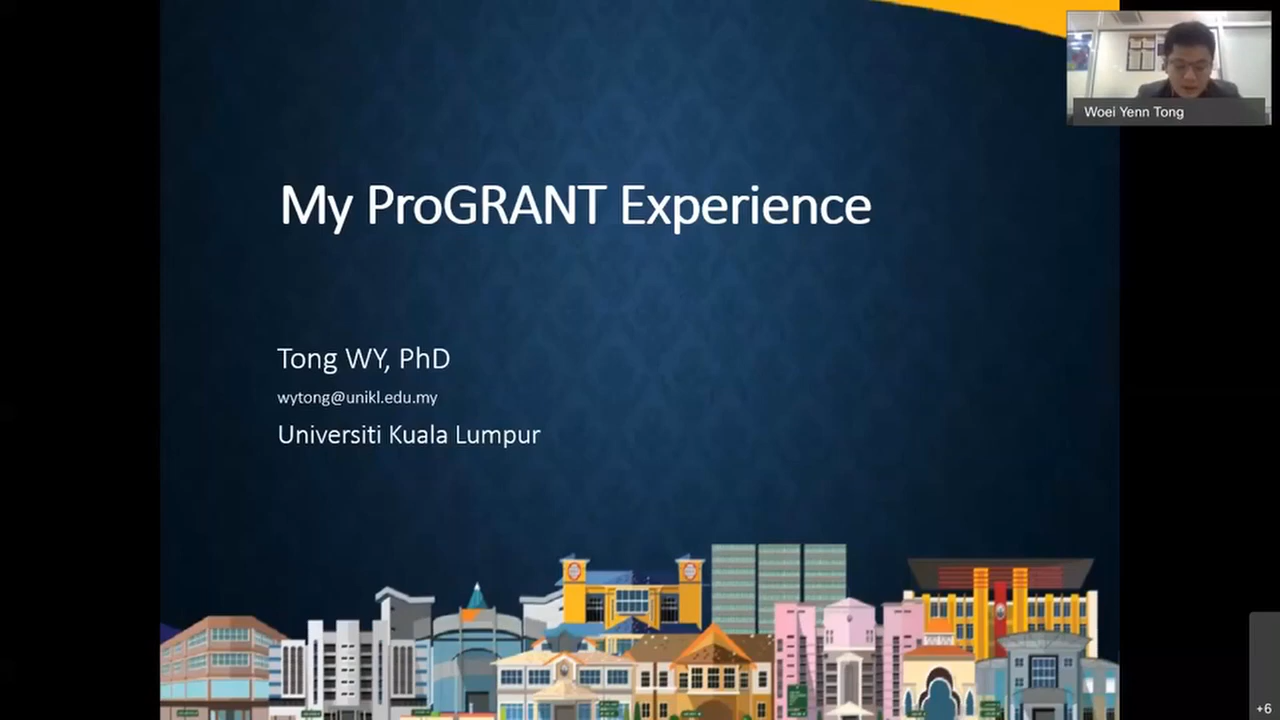 My ProGRANT Experience
Tong WY, PhD
wytong@unikl.edu.my
Universiti Kuala Lumpur
Woei Yenn Tong
+6